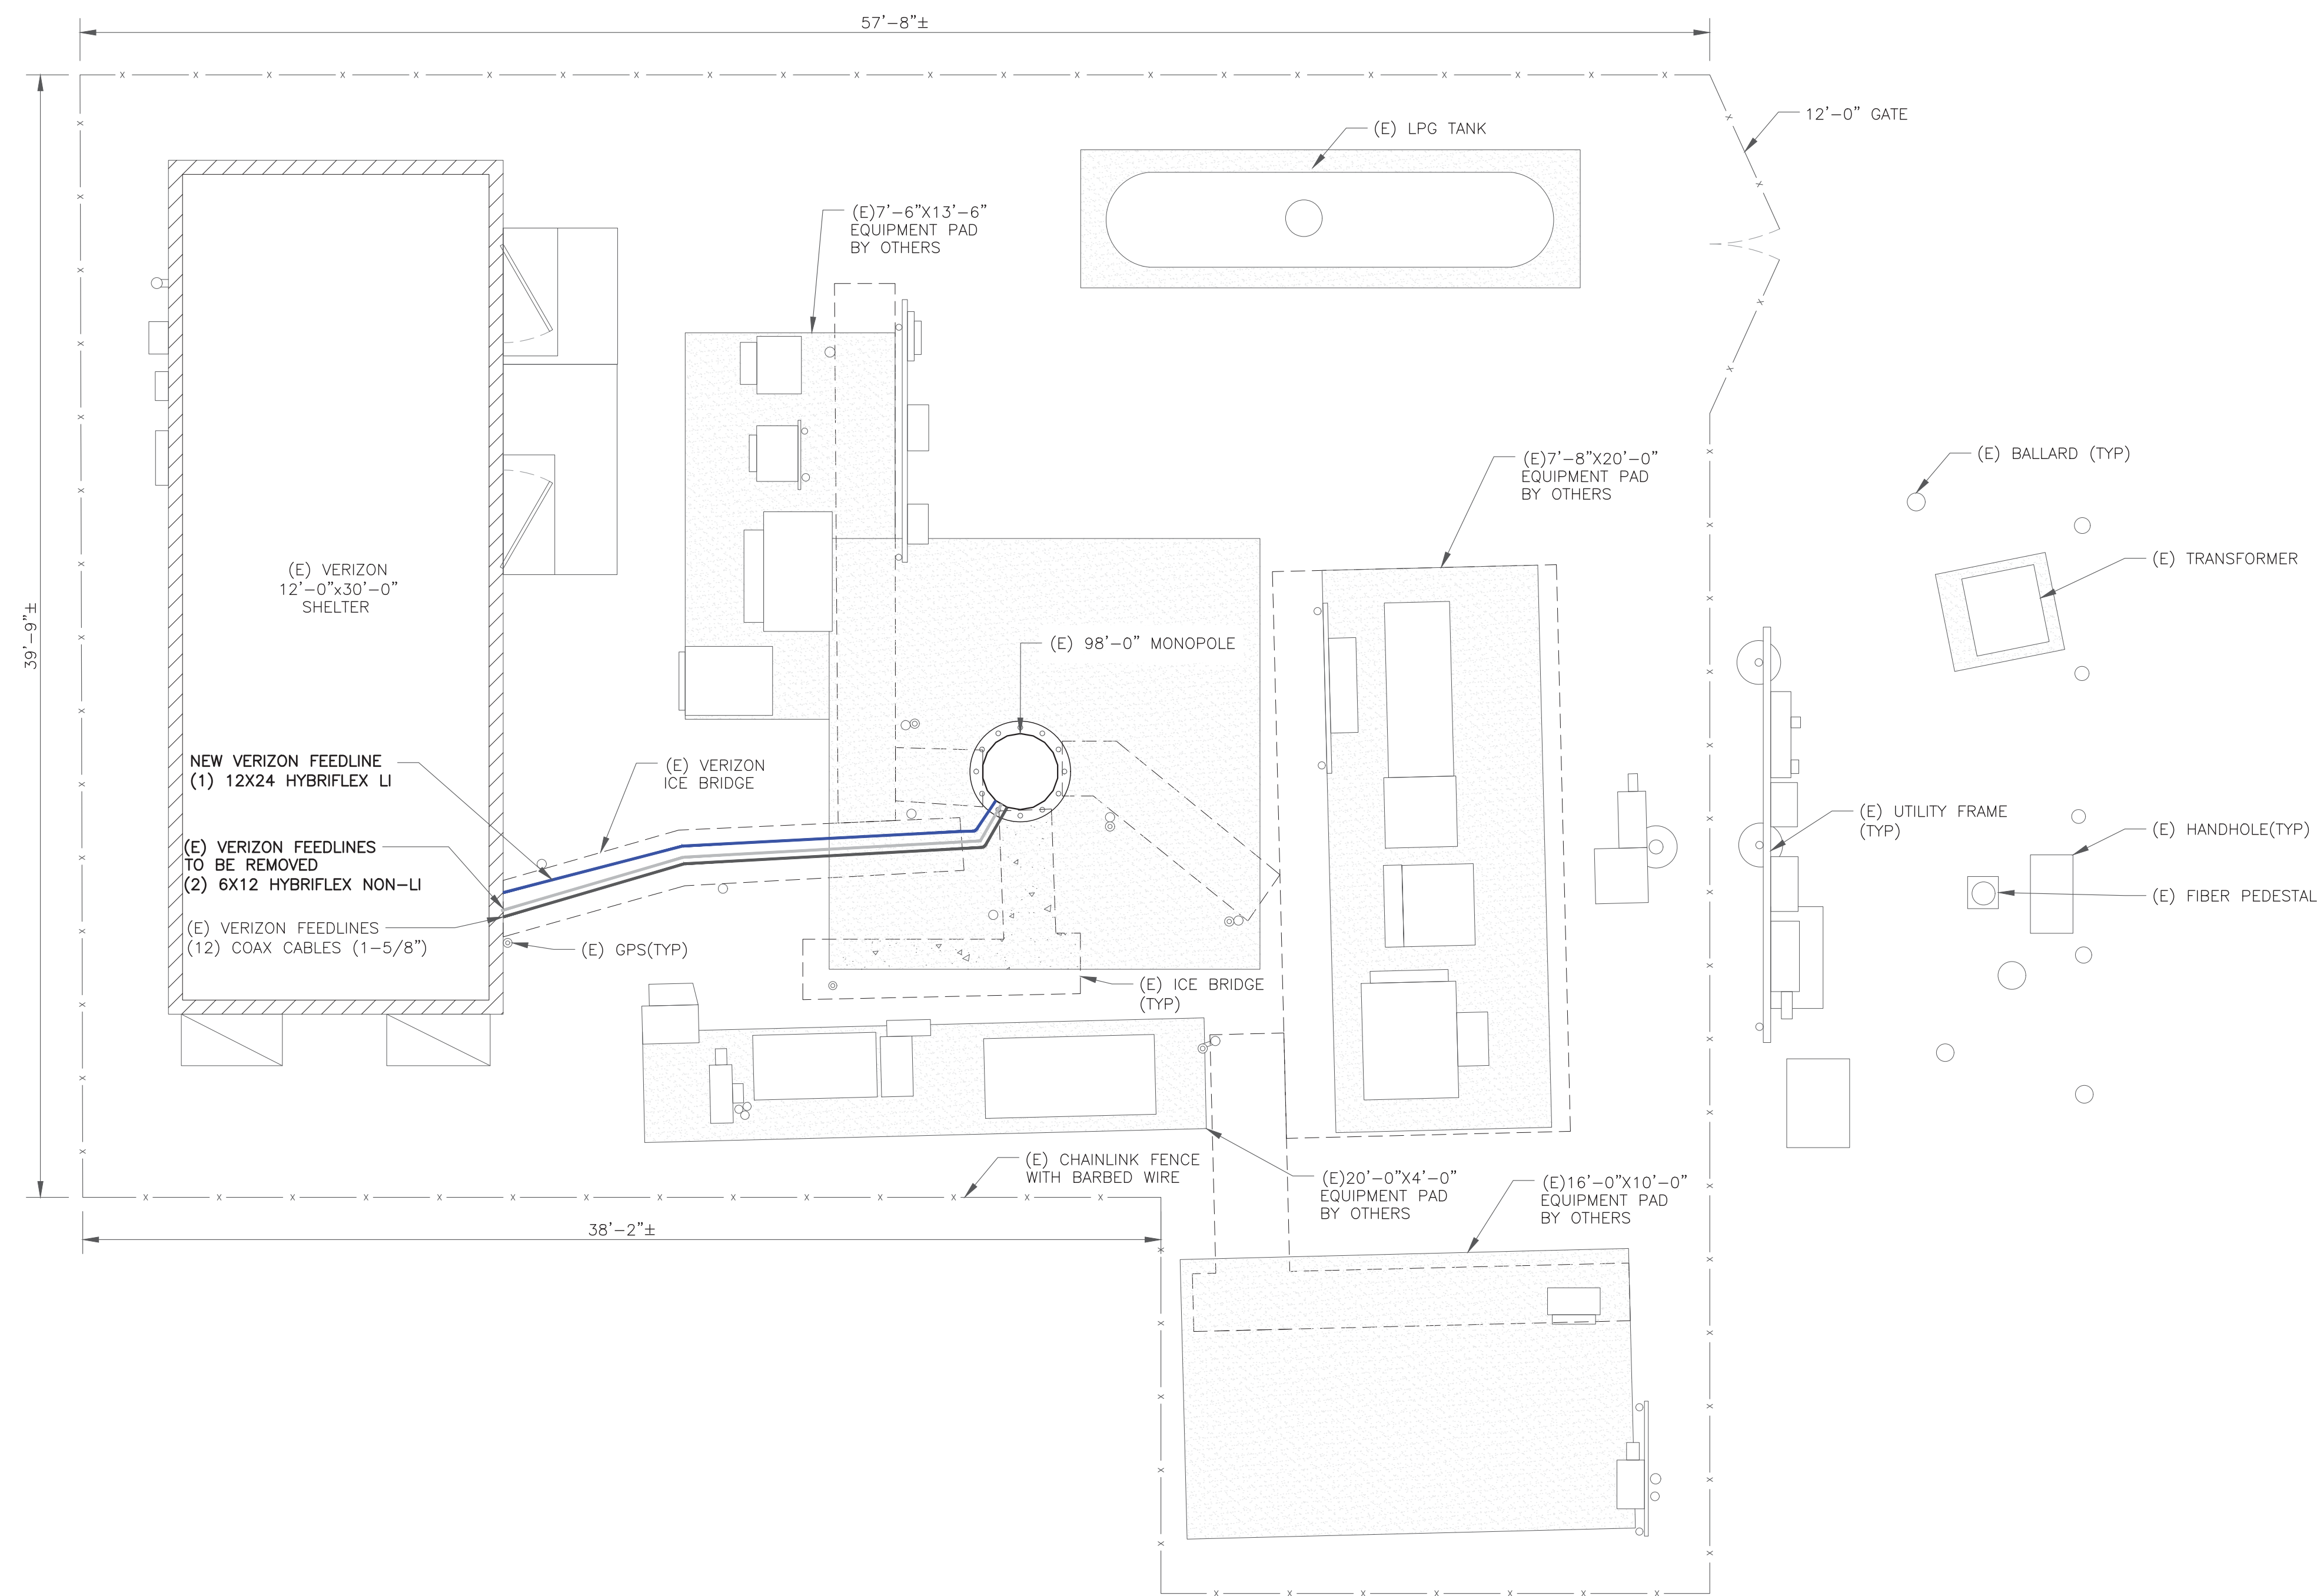 57'-8"±
12'-0" GATE
(E) LPG TANK
(E)7'-6"X13'-6"
EQUIPMENT PAD
BY OTHERS
(E)7'-8"X20'-0"
EQUIPMENT PAD
BY OTHERS
(E) BALLARD (TYP)
(E) TRANSFORMER
39'-9"±
(E) VERIZON
12'-0"x30'-0"
SHELTER
(E) 98'-0" MONOPOLE
NEW VERIZON FEEDLINE
(1) 12X24 HYBRIFLEX LI
(E) VERIZON
ICE BRIDGE
(E) UTILITY FRAME
(TYP)
(E) HANDHOLE(TYP)
(E) VERIZON FEEDLINES
TO BE REMOVED
(2) 6X12 HYBRIFLEX NON-LI
(E) FIBER PEDESTAL
(E) VERIZON FEEDLINES
(12) COAX CABLES (1-5/8")
(E) GPS(TYP)
(E) ICE BRIDGE
(TYP)
(E) CHAINLINK FENCE
WITH BARBED WIRE
(E)20'-0"X4'-0"
EQUIPMENT PAD
BY OTHERS
(E)16'-0"X10'-0"
EQUIPMENT PAD
BY OTHERS
38'-2"±